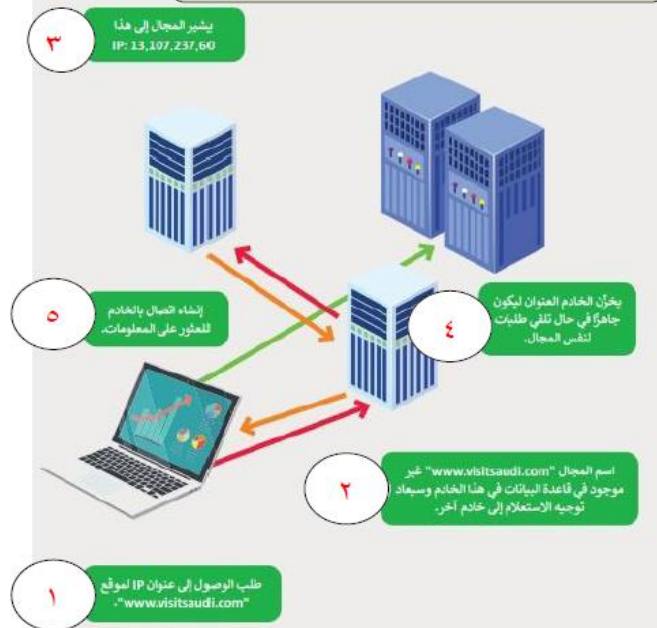 ٣
يشير المجال إلى هذا
IP: 13,107,237,60
٥
إنشاء اتصال بالخادم
للعثور على المعلومات.
٤
يخزّن الخادم العنوان ليكون
جاهزًا في حال تلقي طلبات
لنفس المجال.
٢
اسم المجال "www.visitsaudi.com" غير
موجود في قاعدة البيانات في هذا الخادم وسيعاد
توجيه الاستعلام إلى خادم آخر.
١
طلب الوصول إلى عنوان IP لموقع
"www.visitsaudi.com".